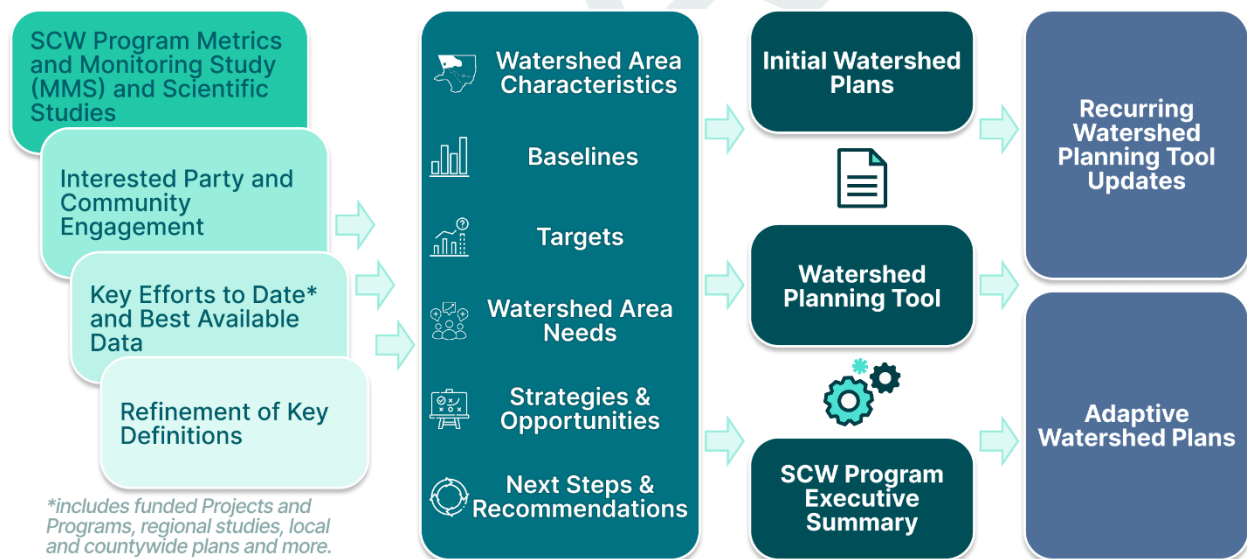 SCW Program Metrics
and Monitoring Study
(MMS) and Scientific
Studies
Interested Party and
Community
Engagement
Key Efforts to Date*
and Best Available
Data
Refinement of Key
Definitions
*includes funded Projects and
Programs, regional studies, local
and countywide plans and more.
Watershed Area
Characteristics
Baselines
Targets
Watershed Area
Needs
Strategies &
Opportunities
Next Steps &
Recommendations
Initial Watershed
Plans
Watershed
Planning Tool
SCW Program
Executive
Summary
Recurring
Watershed
Planning Tool
Updates
Adaptive
Watershed Plans